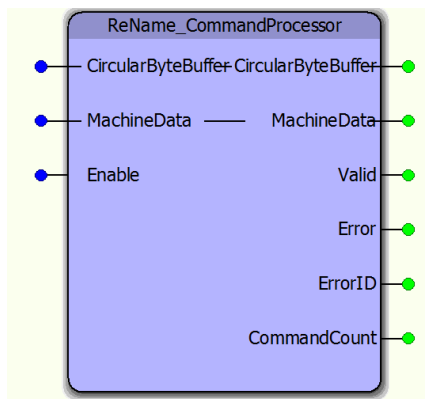 ReName_CommandProcessor
CircularByteBuffer CircularByteBuffer
MachineData MachineData
Enable Valid
Error
ErrorID
CommandCount